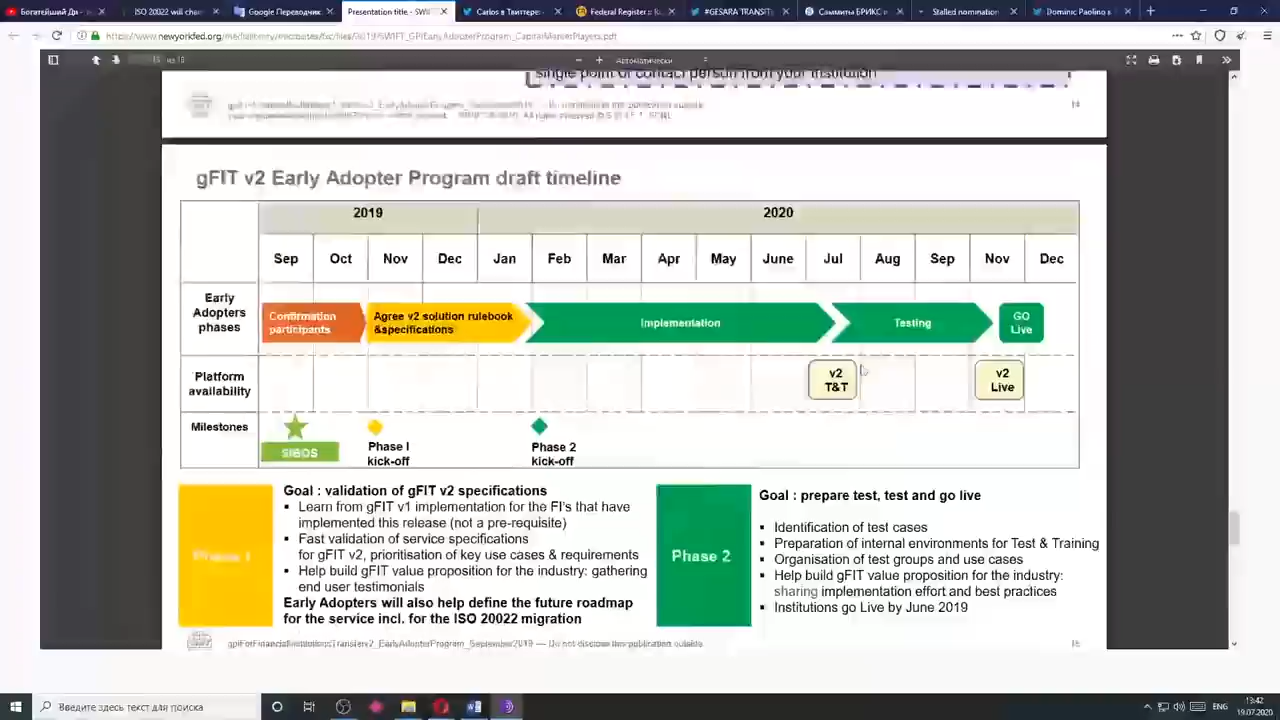 Богатейший Ди
ISO 20022 will chan
Google Переводчик
Presentation title - SWI
Carlos в Твиттере
Federal Register
#GESARA TRANSIT
Саммиты БРИКС и
Stalled nomination
Dominic Paolino в
https://www.newyorkfed.org/medialibrary/microsites/fxc/files/2019/SWIFT_GPIEarlyAdopterProgram_CapitalMarketPlayers.pdf
Автоматически
single point of contact person from your institution
14
gFIT v2 Early Adopter Program draft timeline
2019 2020
Sep Oct Nov Dec Jan Feb Mar Apr May June Jul Aug Sep Nov Dec
Early Adopters phases
Confirmation participants
Agree v2 solution rulebook &specifications
Implementation
Testing
GO Live
Platform availability
v2 T&T
v2 Live
Milestones
SIBOS
Phase I kick-off
Phase 2 kick-off
Phase 1
Goal : validation of gFIT v2 specifications
▪ Learn from gFIT v1 implementation for the FI's that have
implemented this release (not a pre-requisite)
▪ Fast validation of service specifications
for gFIT v2, prioritisation of key use cases & requirements
▪ Help build gFIT value proposition for the industry: gathering
end user testimonials
Early Adopters will also help define the future roadmap
for the service incl. for the ISO 20022 migration
Phase 2
Goal : prepare test, test and go live
▪ Identification of test cases
▪ Preparation of internal environments for Test & Training
▪ Organisation of test groups and use cases
▪ Help build gFIT value proposition for the industry:
sharing implementation effort and best practices
▪ Institutions go Live by June 2019
gpiForFinancialInstitutionsTransferv2_EarlyAdopterProgram_September2019 — Do not disclose this publication outside
15
Введите здесь текст для поиска
ENG
13:42
19.07.2020